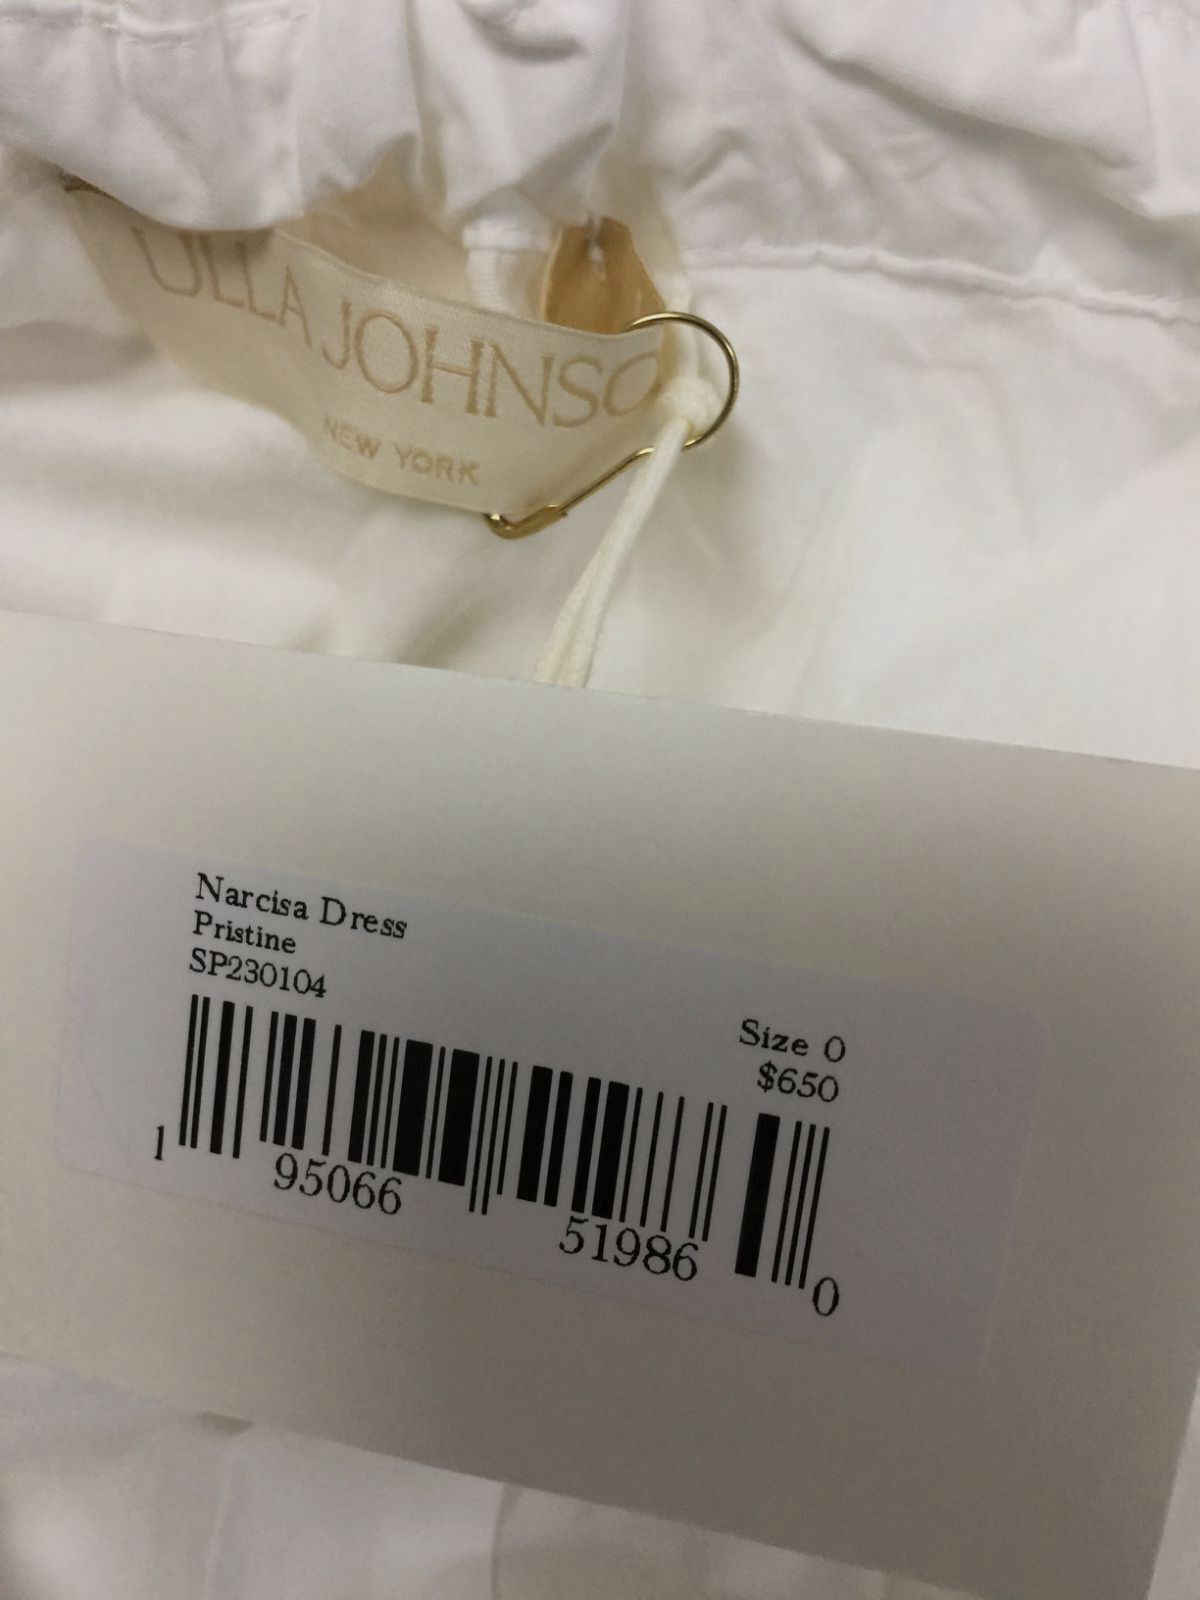 ULLA JOHNSO
NEW YORK
Narcisa Dress
Pristine
SP230104
Size 0
$650
1 95066 51986 0